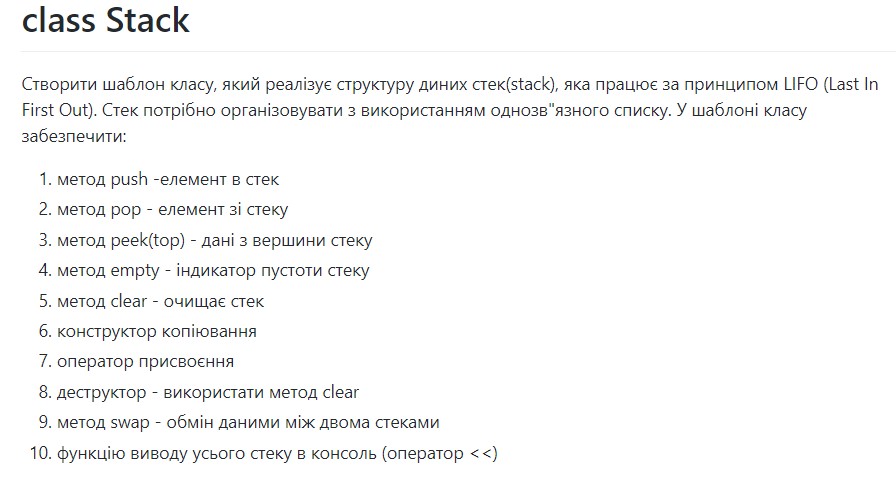 class Stack
Створити шаблон класу, який реалізує структуру диних стек(stack), яка працює за принципом LIFO (Last In
First Out). Стек потрібно організовувати з використанням однозв"язного списку. У шаблоні класу
забезпечити:
1. метод push -елемент в стек
2. метод pop - елемент зі стеку
3. метод peek(top) - дані з вершини стеку
4. метод empty - індикатор пустоти стеку
5. метод clear - очищає стек
6. конструктор копіювання
7. оператор присвоєння
8. деструктор - використати метод clear
9. метод swap - обмін даними між двома стеками
10. функцію виводу усього стеку в консоль (оператор <<)